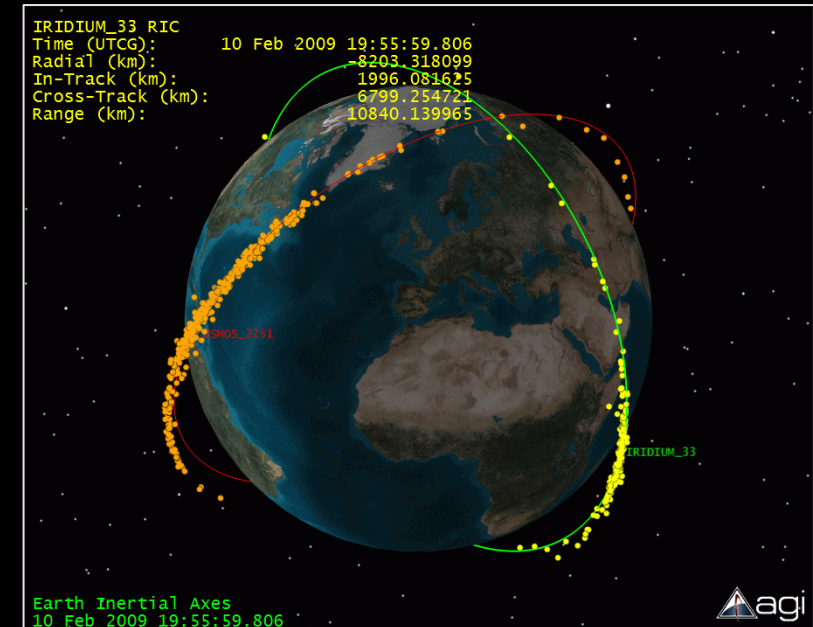 IRIDIUM_33 RIC
Time (UTCG): 10 Feb 2009 19:55:59.806
Radial (km): -8203.318099
In-Track (km): 1996.081625
Cross-Track (km): 6799.254721
Range (km): 10840.139965
SMOS_2251
IRIDIUM_33
Earth Inertial Axes
10 Feb 2009 19:55:59.806
agi